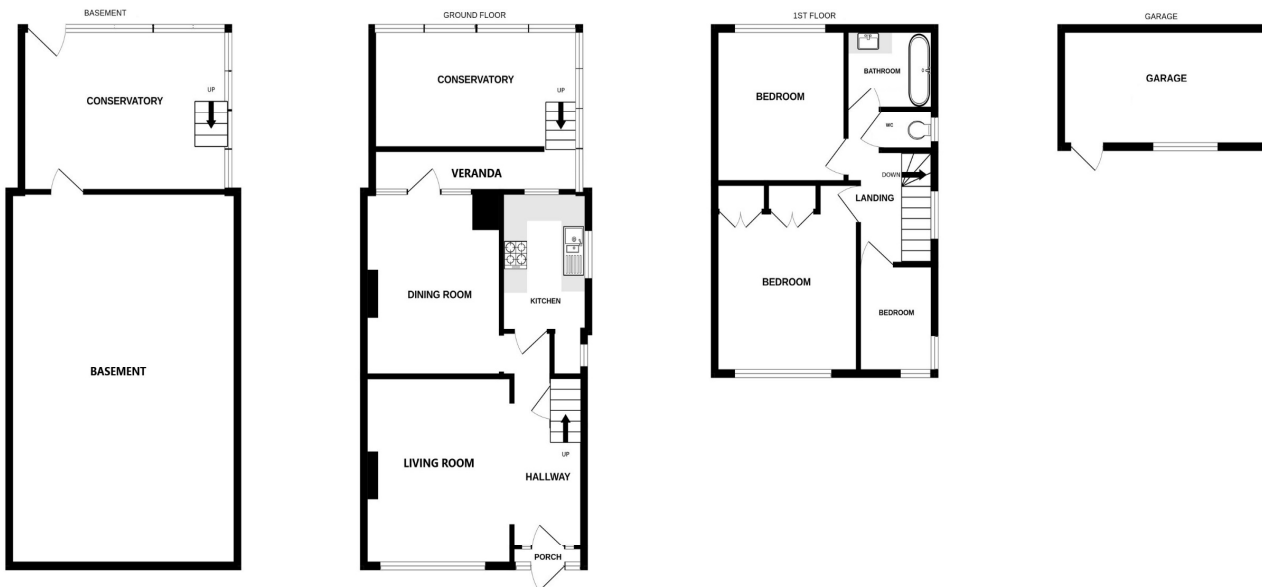 BASEMENT
CONSERVATORY
UP
BASEMENT
GROUND FLOOR
CONSERVATORY
UP
VERANDA
DINING ROOM
KITCHEN
LIVING ROOM
UP
HALLWAY
PORCH
1ST FLOOR
BATHROOM
BEDROOM
WC
DOWN
LANDING
BEDROOM
BEDROOM
GARAGE
GARAGE